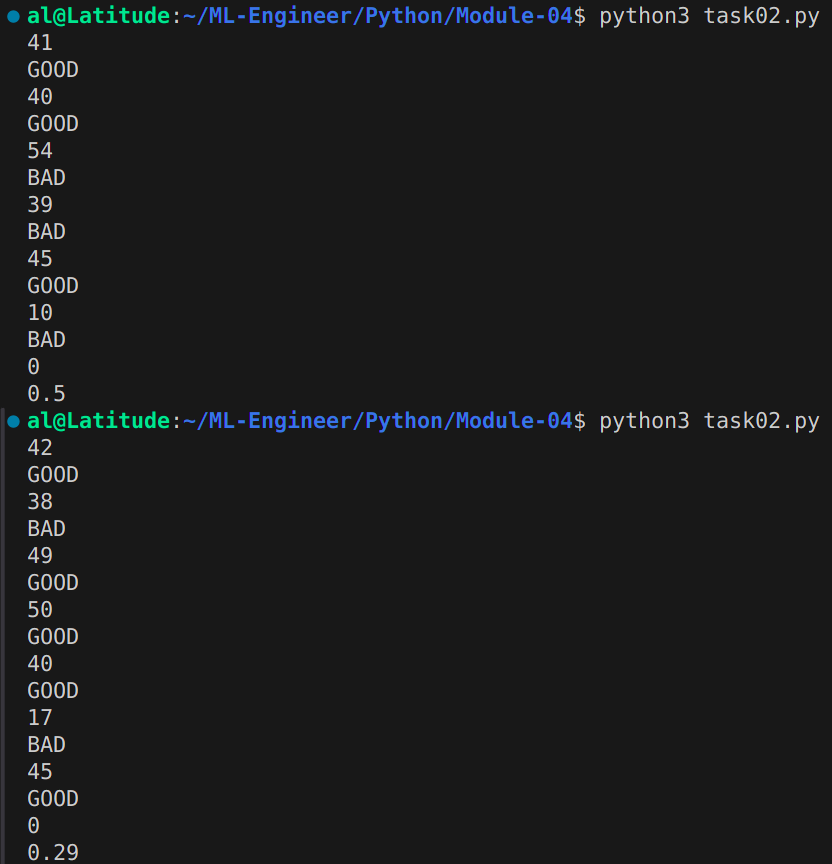 al@Latitude:~/ML-Engineer/Python/Module-04$ python3 task02.py
41
GOOD
40
GOOD
54
BAD
39
BAD
45
GOOD
10
BAD
0
0.5
al@Latitude:~/ML-Engineer/Python/Module-04$ python3 task02.py
42
GOOD
38
BAD
49
GOOD
50
GOOD
40
GOOD
17
BAD
45
GOOD
0
0.29